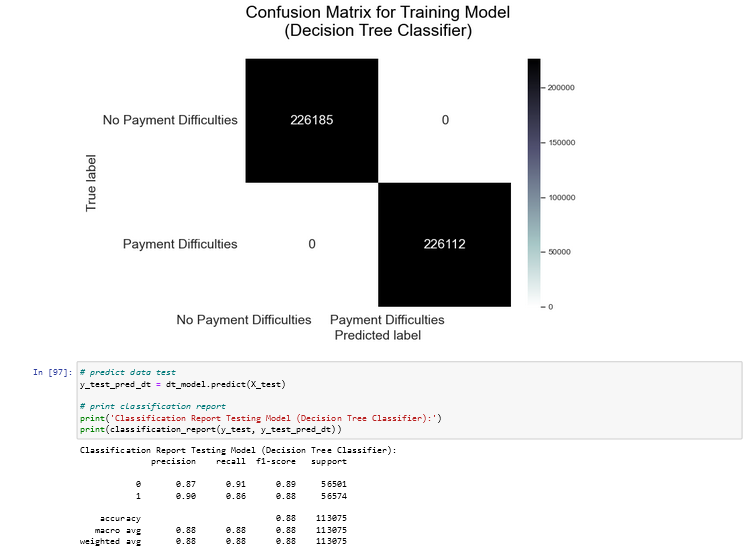 Confusion Matrix for Training Model
(Decision Tree Classifier)
No Payment Difficulties
226185
0
200000
150000
True label
100000
Payment Difficulties
0
226112
50000
0
No Payment Difficulties Payment Difficulties
Predicted label
In [97]: # predict data test
y_test_pred_dt = dt_model.predict(X_test)
# print classification report
print('Classification Report Testing Model (Decision Tree Classifier):')
print(classification_report(y_test, y_test_pred_dt))
Classification Report Testing Model (Decision Tree Classifier):
precision recall f1-score support
0 0.87 0.91 0.89 56501
1 0.90 0.86 0.88 56574
accuracy 0.88 113075
macro avg 0.88 0.88 0.88 113075
weighted avg 0.88 0.88 0.88 113075